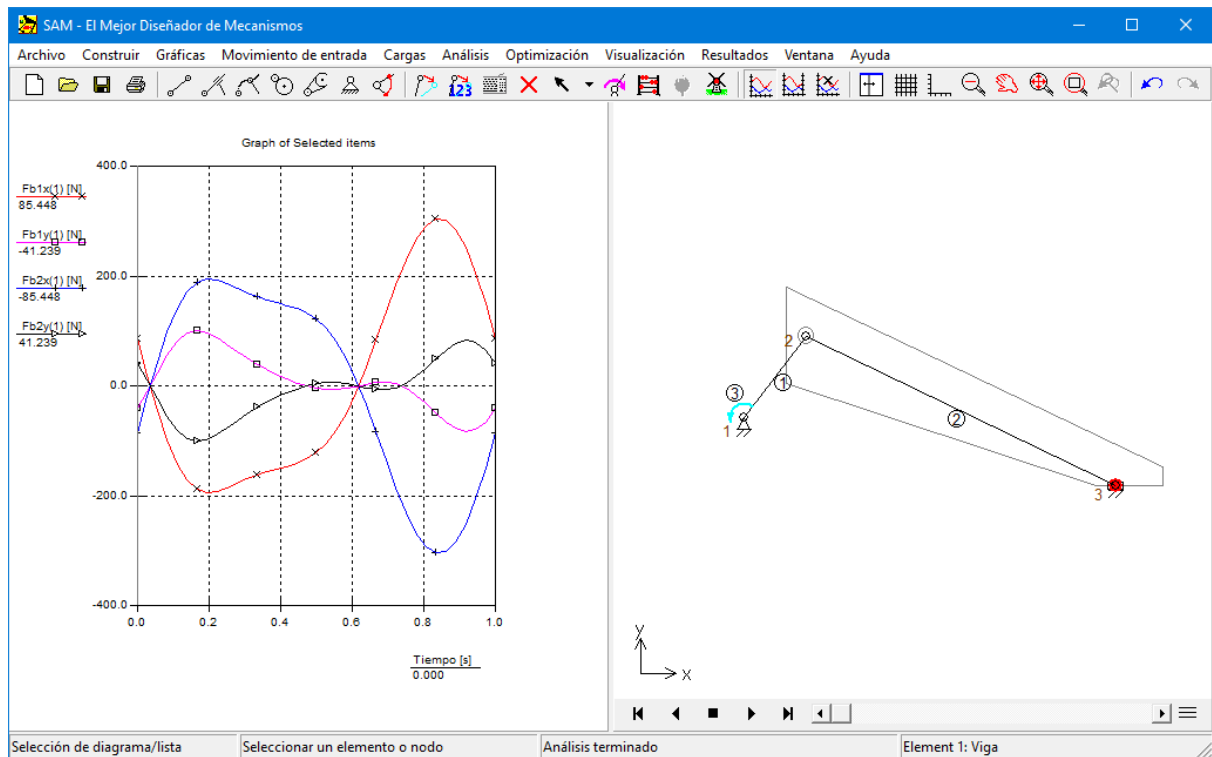 SAM - El Mejor Diseñador de Mecanismos
Archivo Construir Gráficas Movimiento de entrada Cargas Análisis Optimización Visualización Resultados Ventana Ayuda
123
Graph of Selected items
400.0
200.0
0.0
-200.0
-400.0
Fb1x(1) [N]
85.448
Fb1y(1) [N]
-41.239
Fb2x(1) [N]
-85.448
Fb2y(1) [N]
41.239
0.0 0.2 0.4 0.6 0.8 1.0
Tiempo [s]
0.000
2
1
3
2
1
3
y
x
Selección de diagrama/lista
Seleccionar un elemento o nodo
Análisis terminado
Element 1: Viga